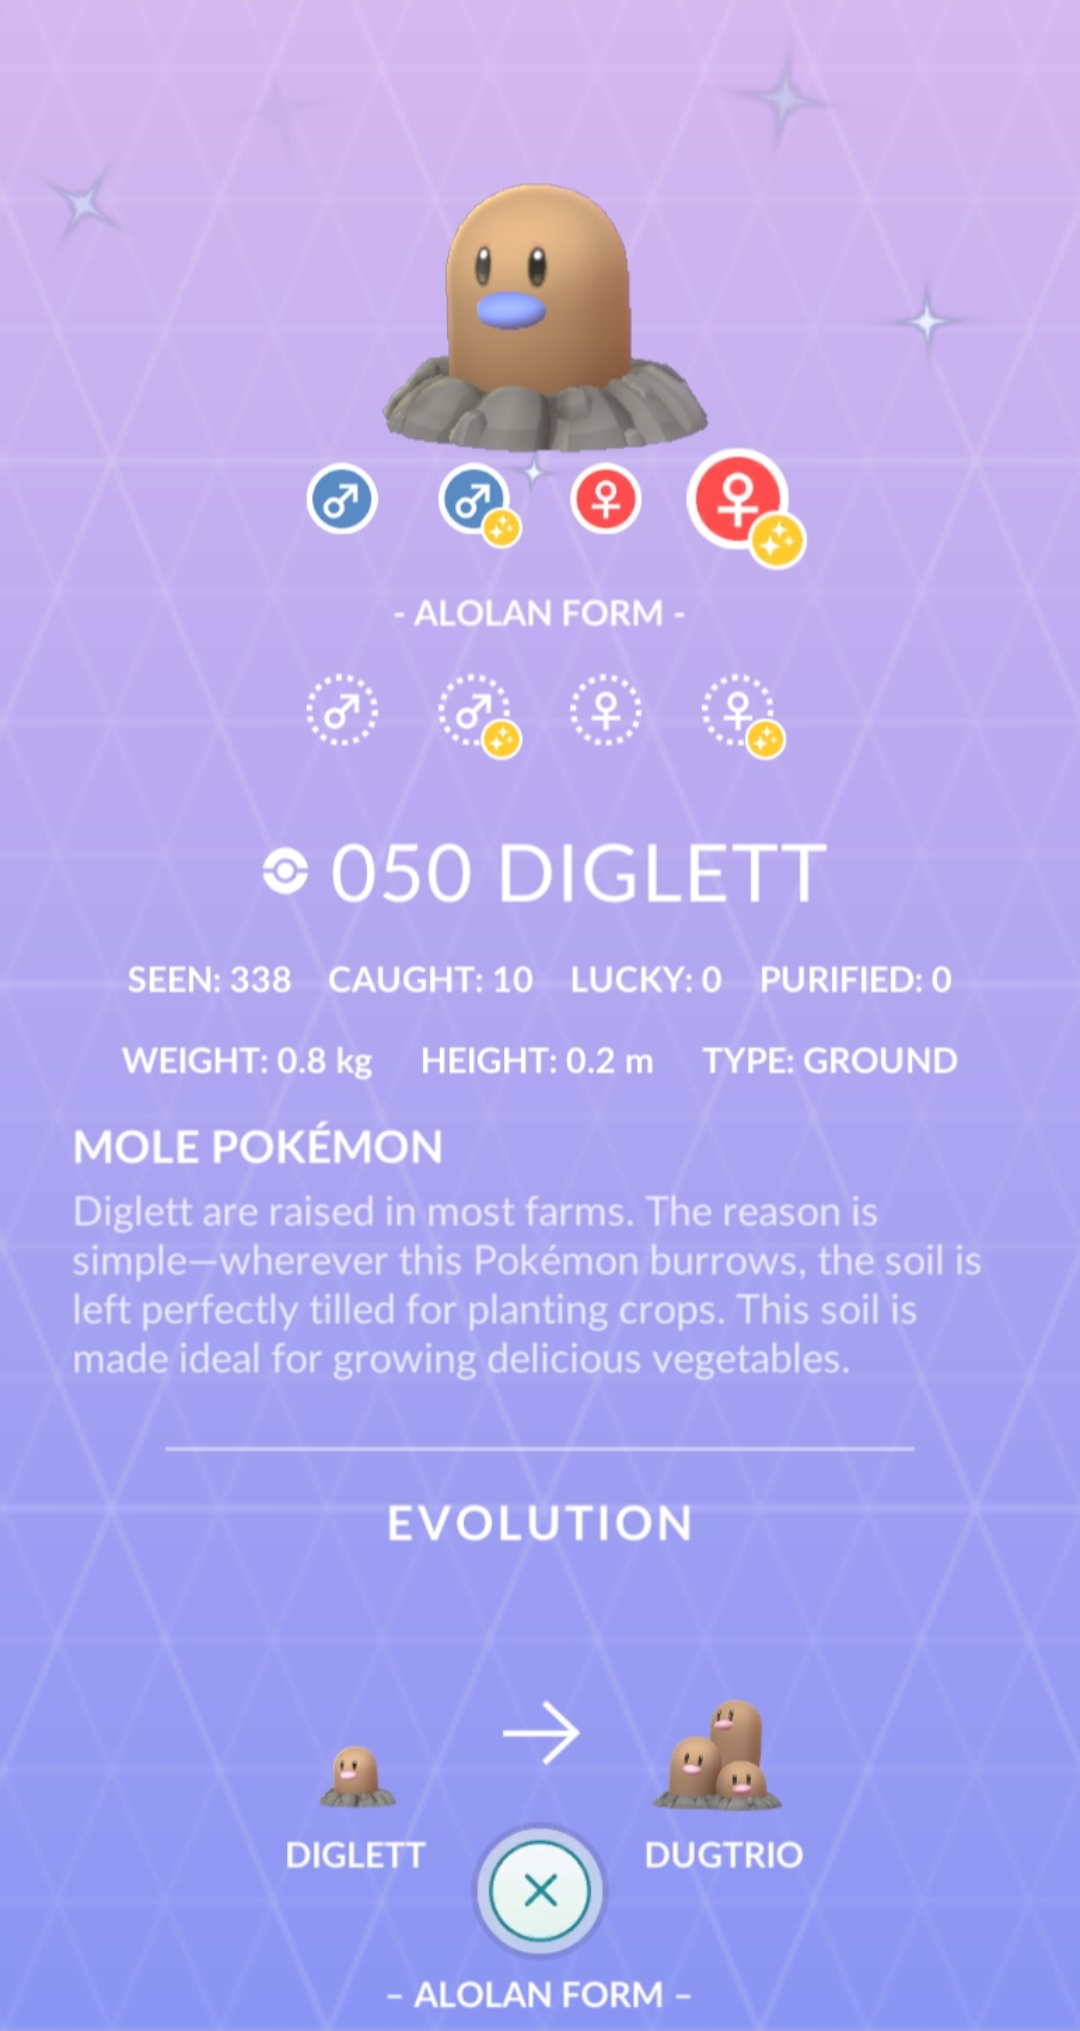 - ALOLAN FORM -
050 DIGLETT
SEEN: 338 CAUGHT: 10 LUCKY: 0 PURIFIED: 0
WEIGHT: 0.8 kg HEIGHT: 0.2 m TYPE: GROUND
MOLE POKÉMON
Diglett are raised in most farms. The reason is
simple—wherever this Pokémon burrows, the soil is
left perfectly tilled for planting crops. This soil is
made ideal for growing delicious vegetables.
EVOLUTION
DIGLETT DUGTRIO
– ALOLAN FORM –